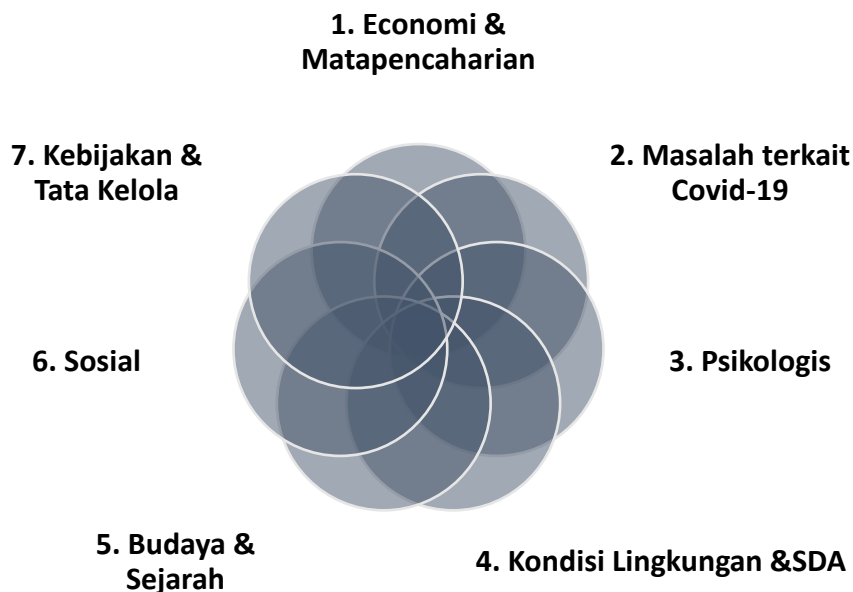 1. Economi &
Matapencaharian
2. Masalah terkait
Covid-19
3. Psikologis
4. Kondisi Lingkungan &SDA
5. Budaya &
Sejarah
6. Sosial
7. Kebijakan &
Tata Kelola